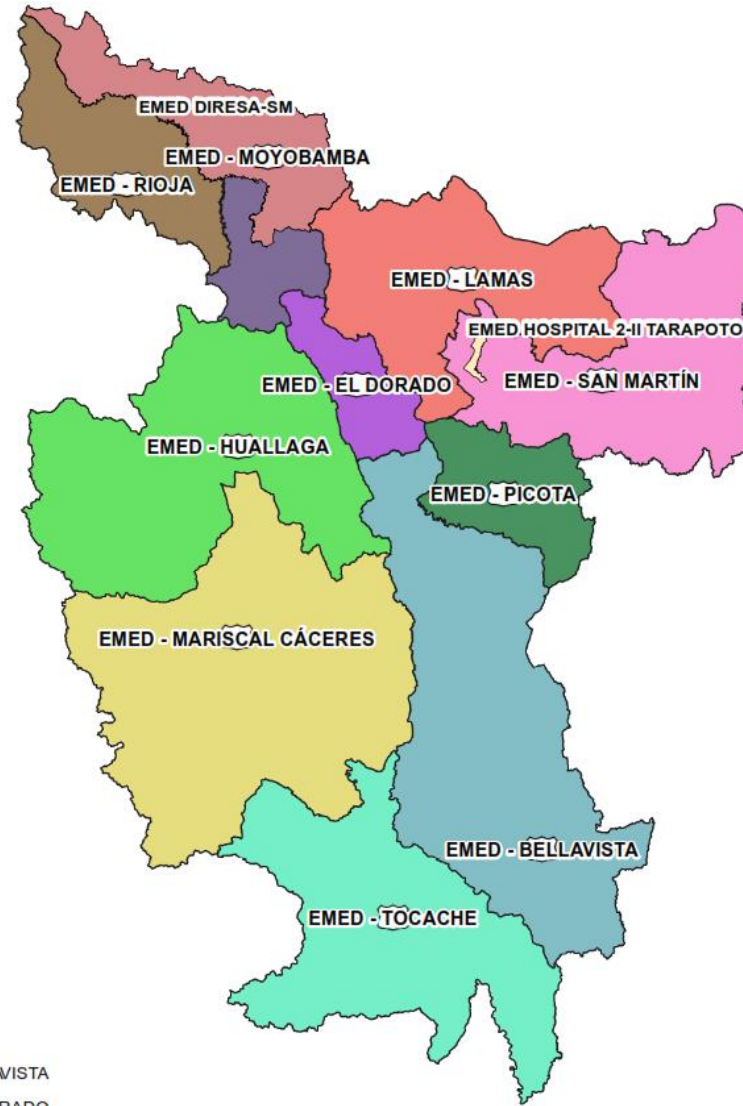 EMED DIRESA-SM
EMED - MOYOBAMBA
EMED - RIOJA
EMED - LAMAS
EMED HOSPITAL 2-II TARAPOTO
EMED - SAN MARTÍN
EMED - EL DORADO
EMED - HUALLAGA
EMED - PICOTA
EMED - MARISCAL CÁCERES
EMED - BELLAVISTA
EMED - TOCACHE
VISTA